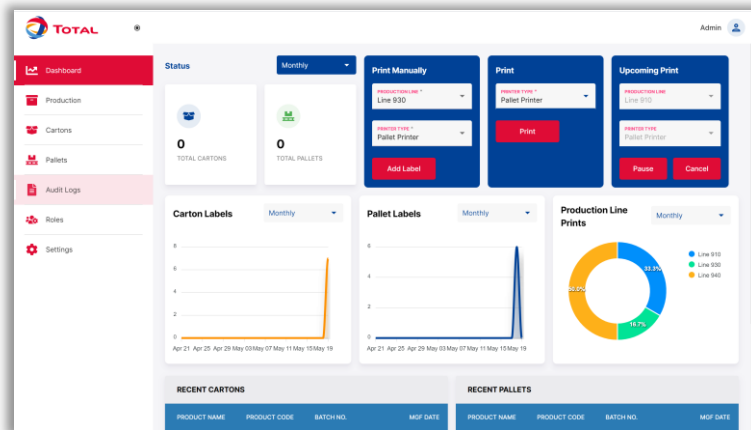 TOTAL
Admin
Dashboard
Production
Cartons
Pallets
Audit Logs
Roles
Settings
Status
Monthly
0
TOTAL CARTONS
0
TOTAL PALLETS
Print Manually
PRODUCTION LINE *
Line 930
PRINTER TYPE *
Pallet Printer
Add Label
Print
PRINTER TYPE *
Pallet Printer
Print
Upcoming Print
PRODUCTION LINE
Line 910
PRINTER TYPE
Pallet Printer
Pause Cancel
Carton Labels Monthly
8
6
4
2
0
Apr 21 Apr 25 Apr 29 May 03 May 07 May 11 May 15 May 19
Pallet Labels Monthly
6
4
2
0
Apr 21 Apr 25 Apr 29 May 03 May 07 May 11 May 15 May 19
Production Line
Prints
Monthly
33.3%
16.7%
50.0%
Line 910
Line 930
Line 940
RECENT CARTONS
PRODUCT NAME PRODUCT CODE BATCH NO. MGF DATE
RECENT PALLETS
PRODUCT NAME PRODUCT CODE BATCH NO. MGF DATE